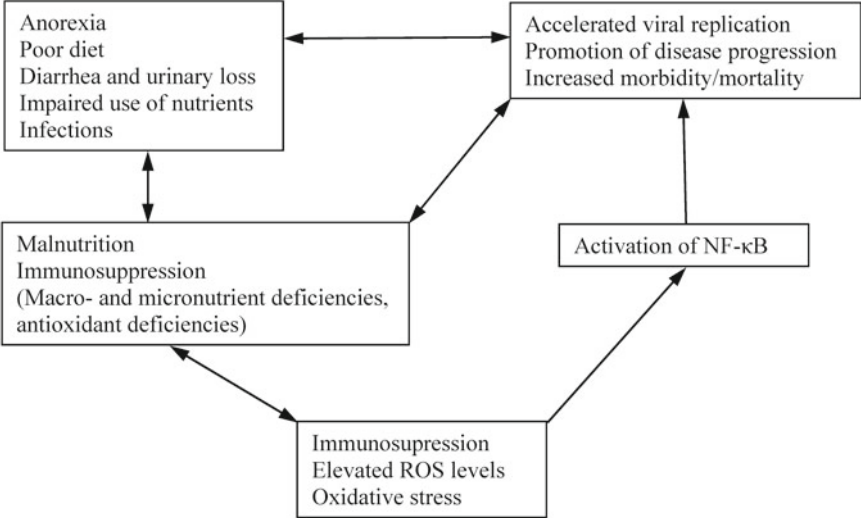 Anorexia
Poor diet
Diarrhea and urinary loss
Impaired use of nutrients
Infections
Accelerated viral replication
Promotion of disease progression
Increased morbidity/mortality
Malnutrition
Immunosuppression
(Macro- and micronutrient deficiencies,
antioxidant deficiencies)
Activation of NF-κB
Immunosupression
Elevated ROS levels
Oxidative stress